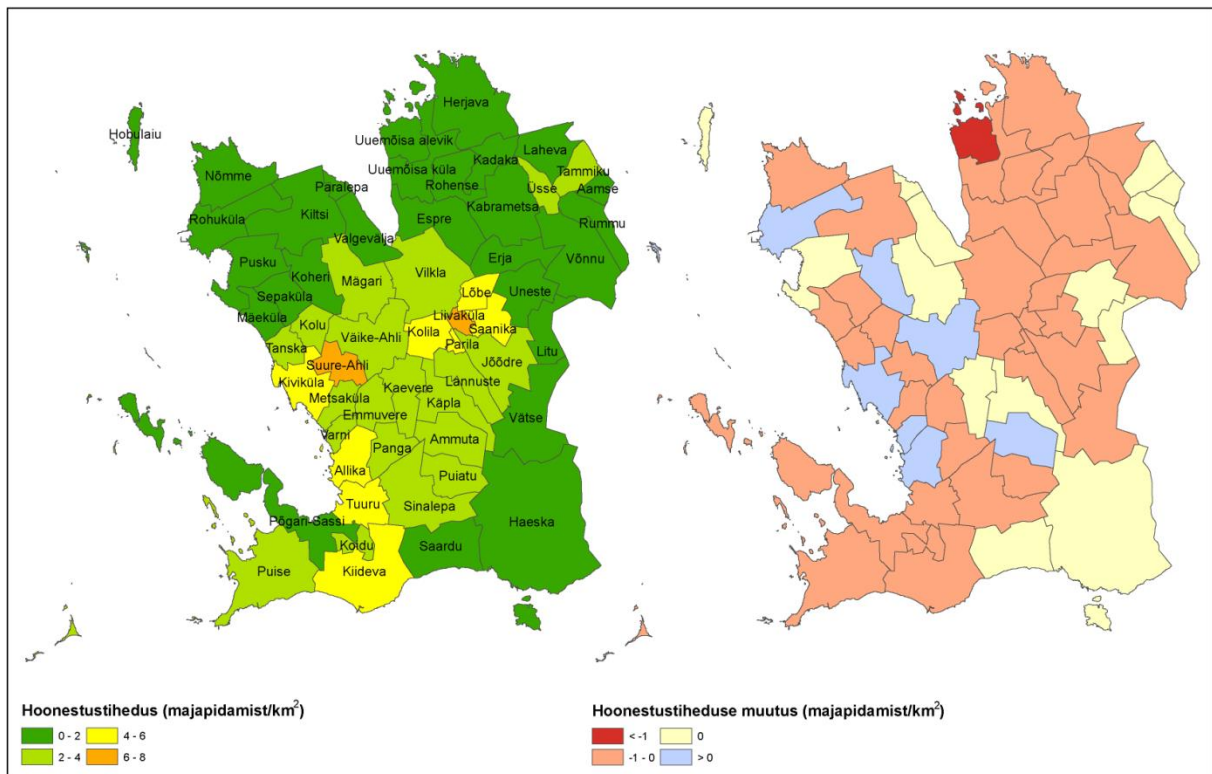 Herjava
Hobulaiu
Uuemõisa alevik
Laheva
Kadaka
Uuemõisa küla
Tammiku
Nõmme
Rohense
Üsse
Aamse
Paralepa
Kabrametsa
Rohuküla
Kiltsi
Espre
Rummu
Valgevälja
Pusku
Erja
Võnnu
Koheri
Mägari
Vilkla
Sepaküla
Lõbe
Uneste
Mäeküla
Kolu
Liiváküla
Väike-Ahli
Kolila
Saanika
Tanska
Parila
Litu
Suure-Ahli
Jõõdre
Kiviküla
Lännuste
Metsaküla
Kaevere
Emmuvere
Käpla
Vätse
Varni
Panga
Ammuta
Allika
Puiatu
Tuuru
Sinalepa
Põgari-Sassi
Haeska
Koidu
Saardu
Puise
Kiideva
Hoonestustihedus (majapidamist/km²)
0 - 2
4 - 6
2 - 4
6 - 8
Hoonestustiheduse muutus (majapidamist/km²)
< -1
0
-1 - 0
> 0